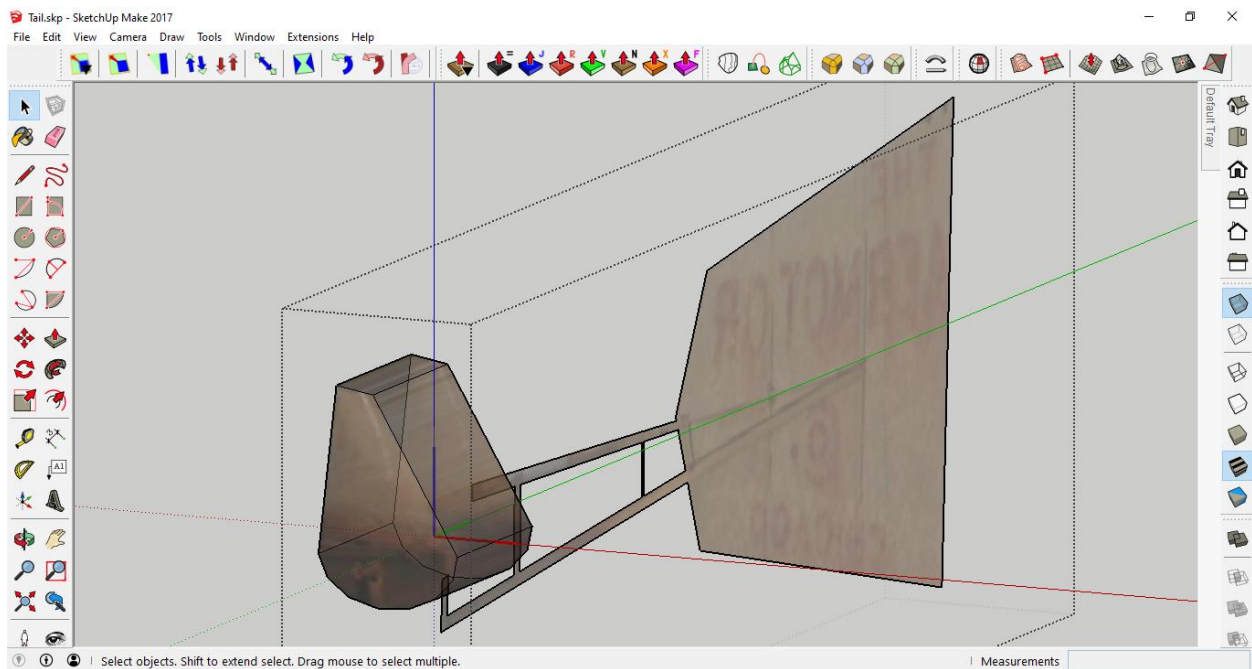 Tail.skp - SketchUp Make 2017
File Edit View Camera Draw Tools Window Extensions Help
= J R V N X F
Default Tray
A1
Select objects. Shift to extend select. Drag mouse to select multiple.
Measurements